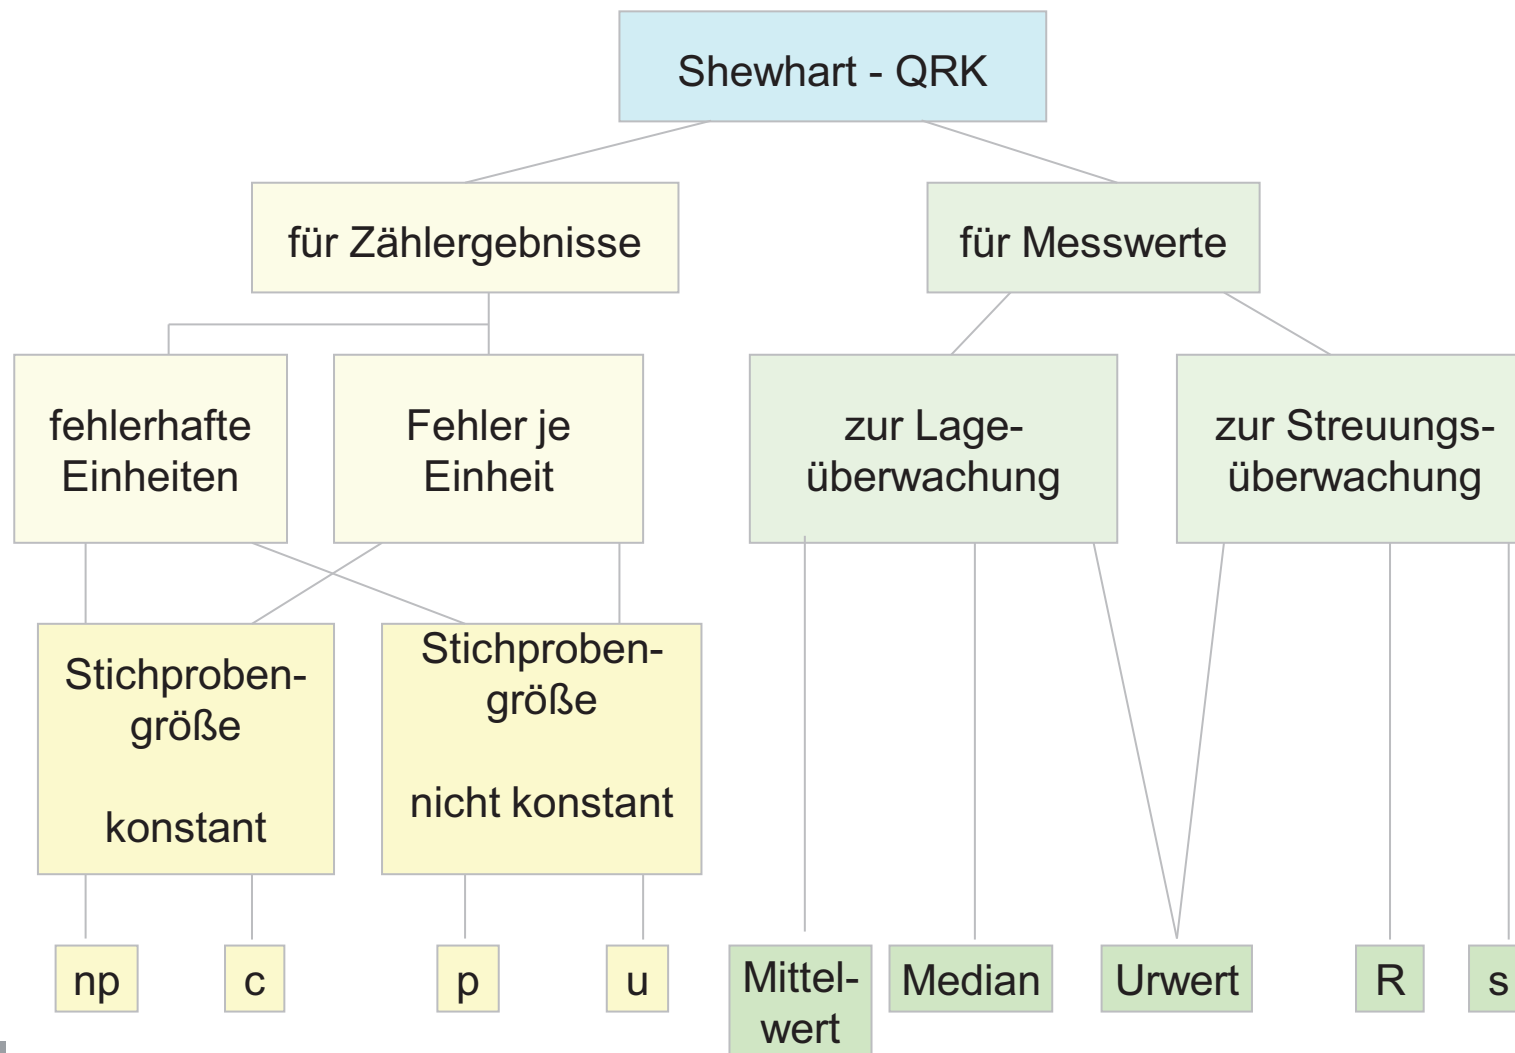 Shewhart - QRK
für Zählergebnisse
für Messwerte
fehlerhafte
Einheiten
Fehler je
Einheit
zur Lage-
überwachung
zur Streuungs-
überwachung
Stichproben-
größe
konstant
Stichproben-
größe
nicht konstant
np
c
p
u
Mittel-
wert
Median
Urwert
R
s